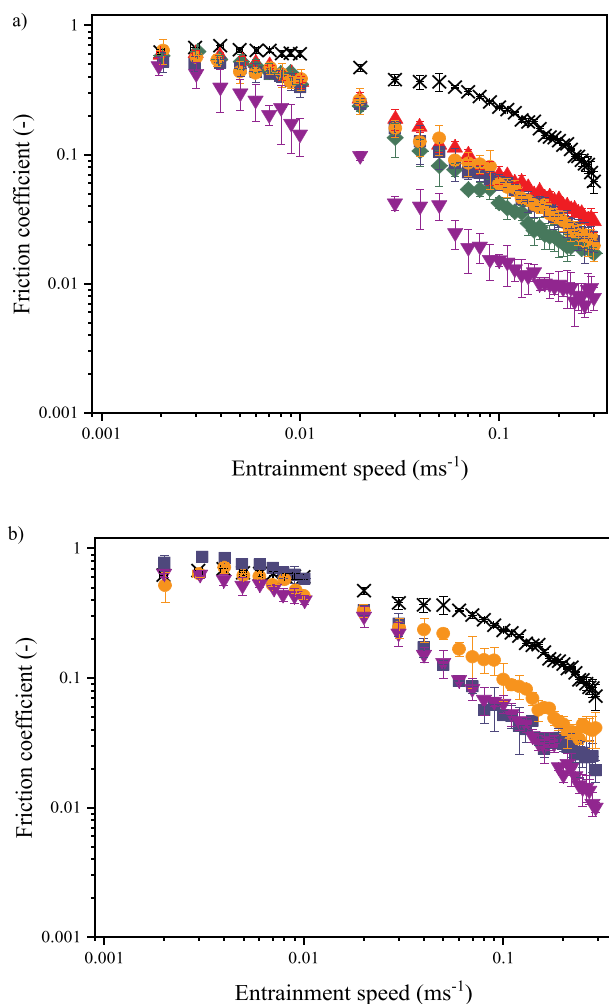 a)
1
0.1
0.01
0.001
Friction coefficient (-)
0.001
0.01
0.1
Entrainment speed (ms⁻¹)
b)
1
0.1
0.01
0.001
Friction coefficient (-)
0.001
0.01
0.1
Entrainment speed (ms⁻¹)